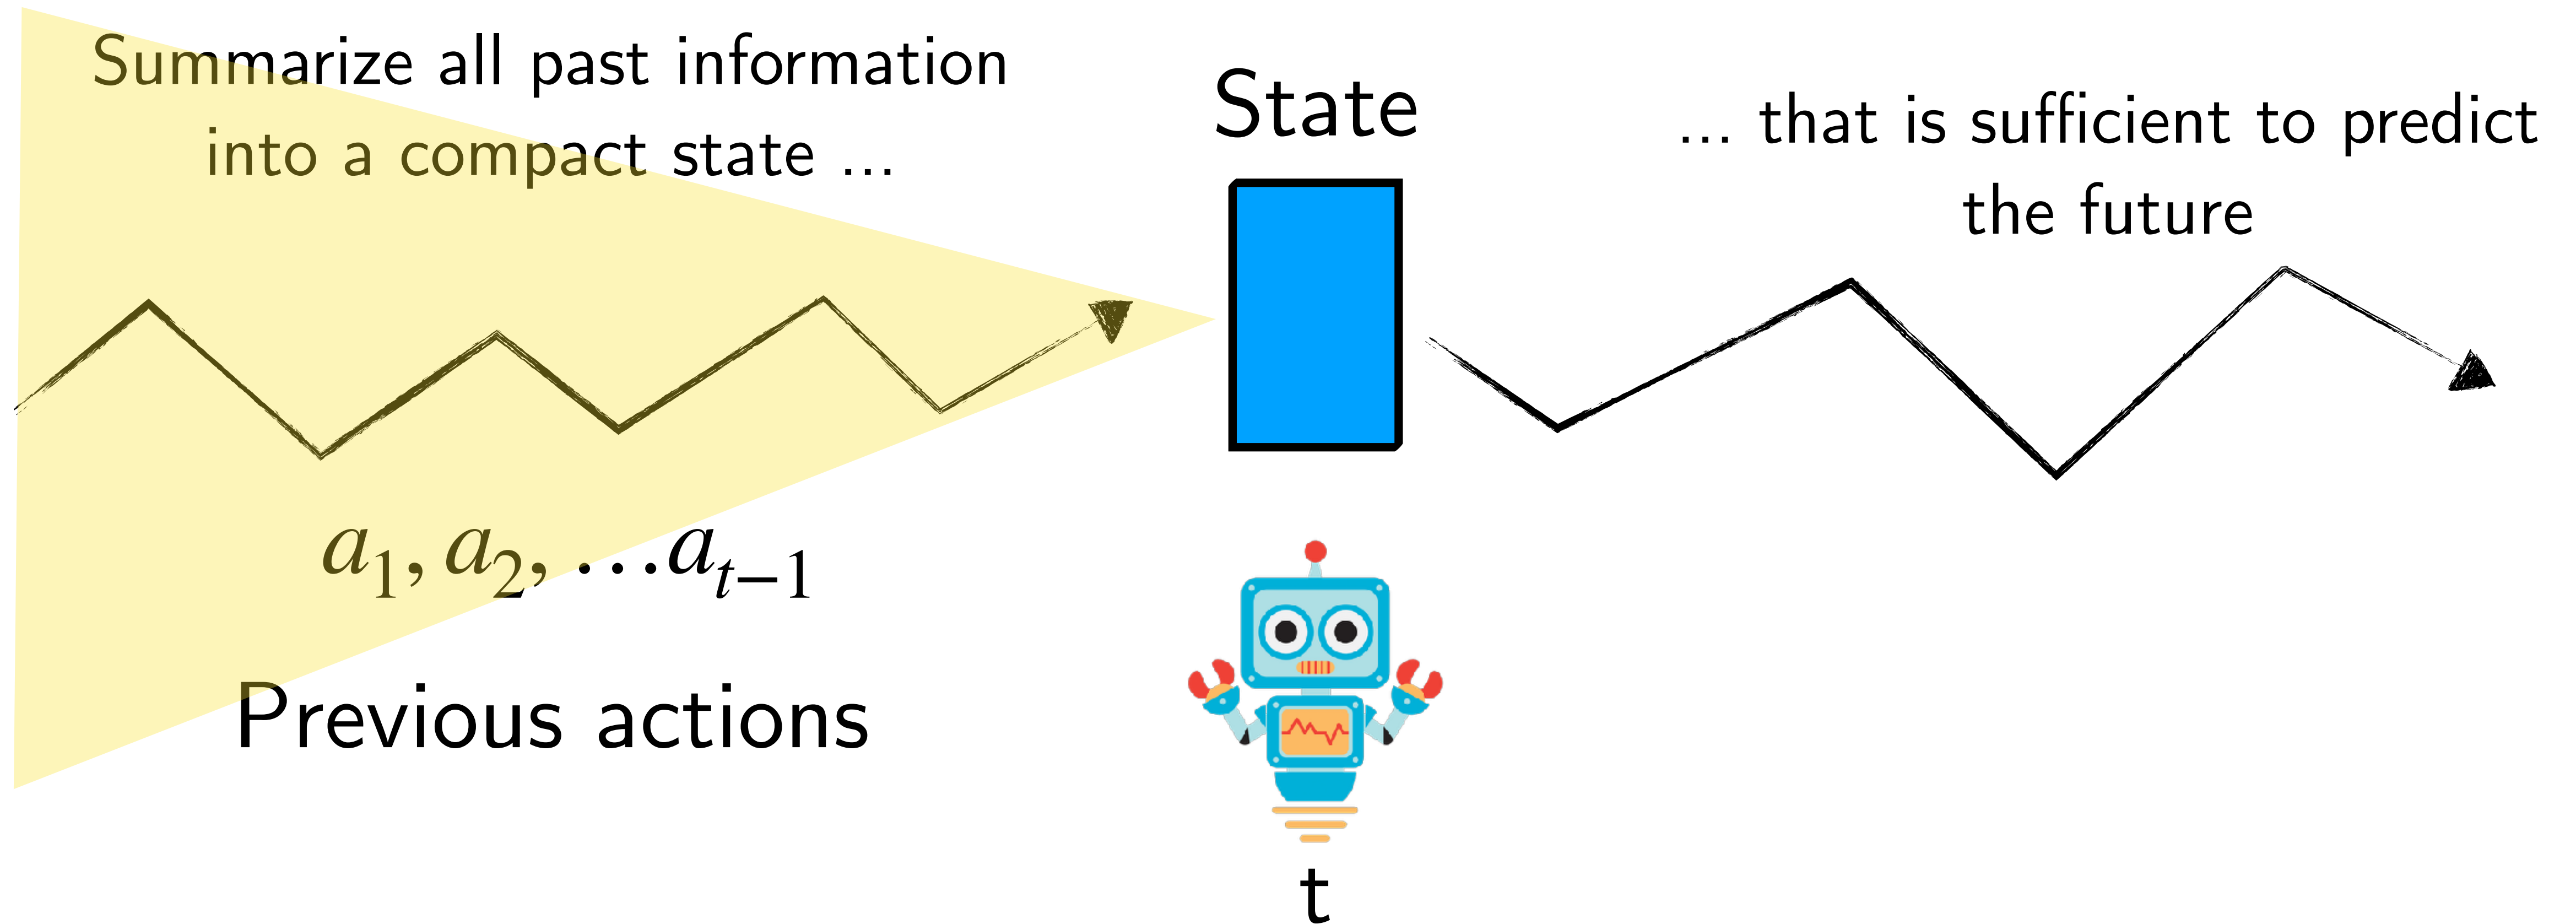 Summarize all past information
into a compact state ...
State
... that is sufficient to predict
the future
a₁, a₂, …aₜ₋₁
Previous actions
t